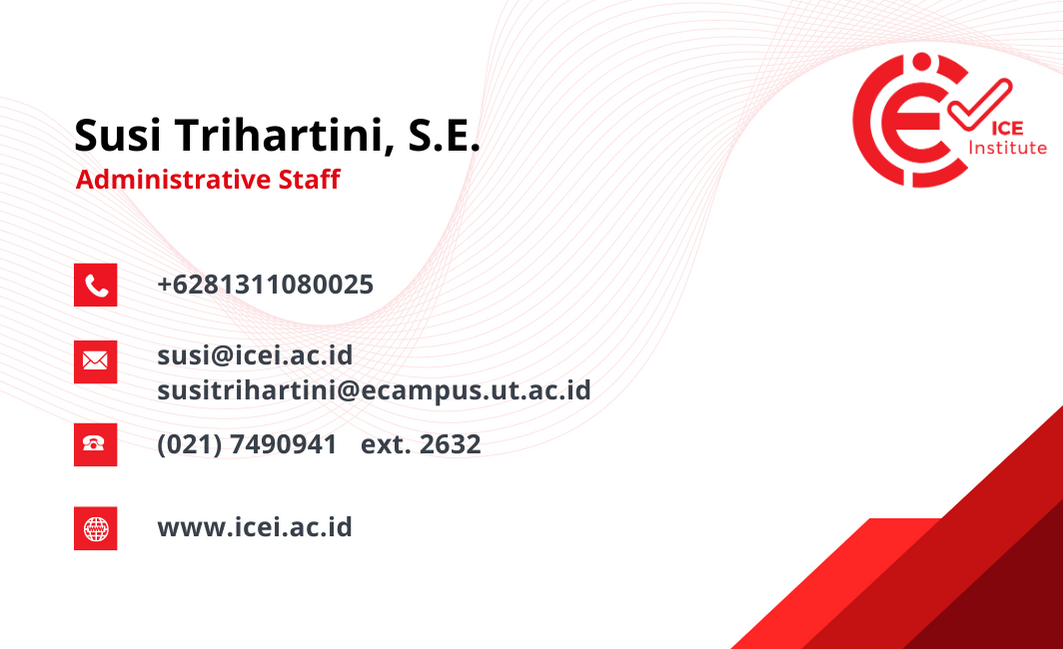 Susi Trihartini, S.E.
Administrative Staff
ICE
Institute
+6281311080025
susi@icei.ac.id
susitrihartini@ecampus.ut.ac.id
(021) 7490941 ext. 2632
www.icei.ac.id